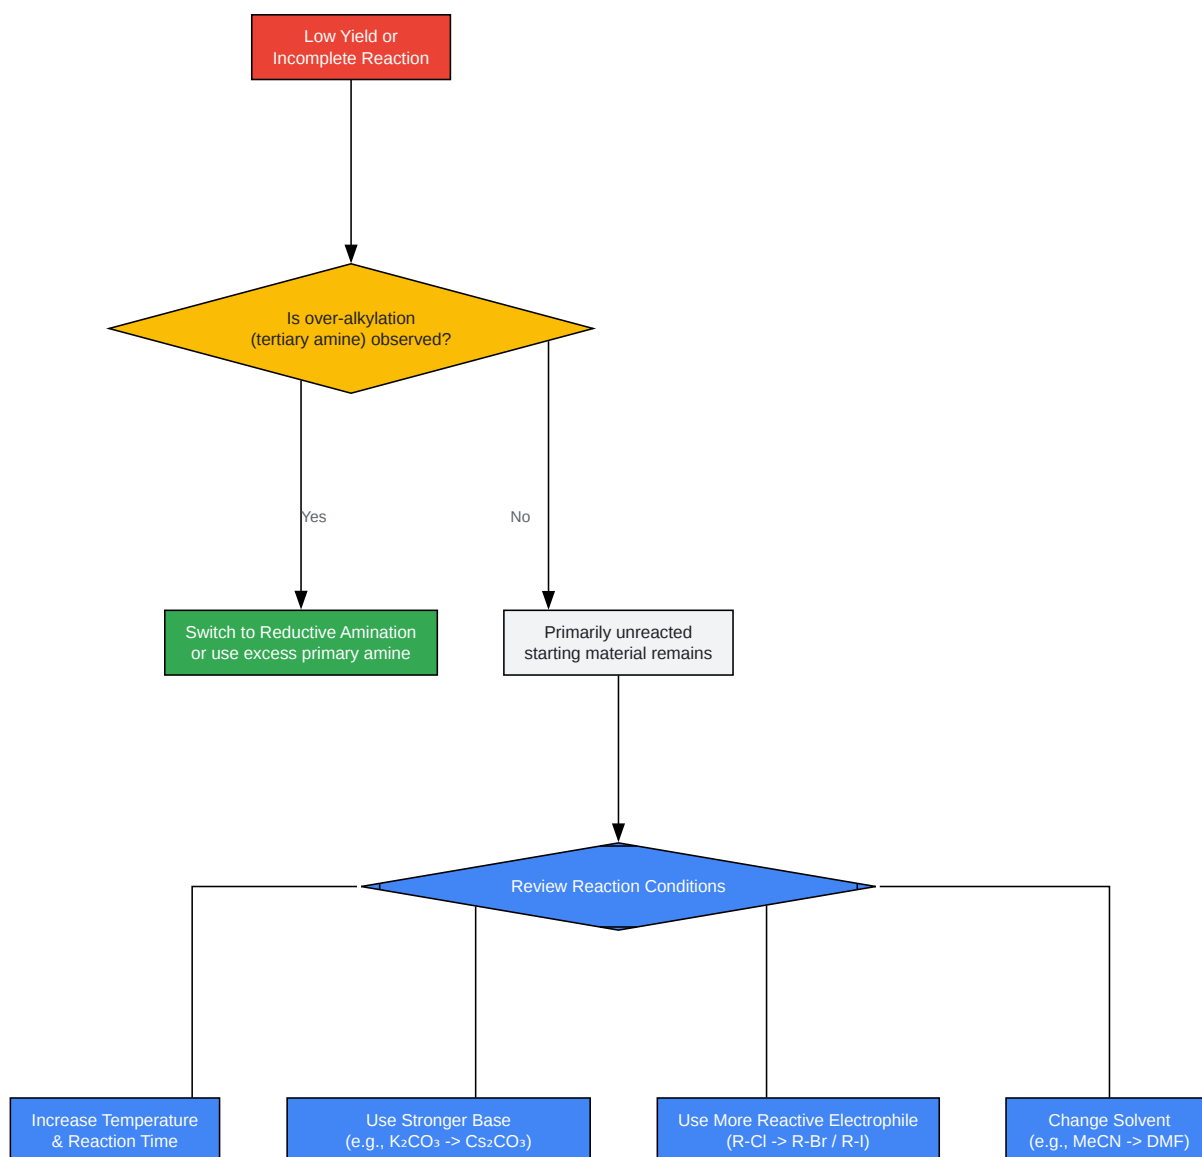 Low Yield or
Incomplete Reaction
Is over-alkylation
(tertiary amine) observed?
Yes
No
Switch to Reductive Amination
or use excess primary amine
Primarily unreacted
starting material remains
Review Reaction Conditions
Increase Temperature
& Reaction Time
Use Stronger Base
(e.g., K₂CO₃ -> Cs₂CO₃)
Use More Reactive Electrophile
(R-Cl -> R-Br / R-I)
Change Solvent
(e.g., MeCN -> DMF)